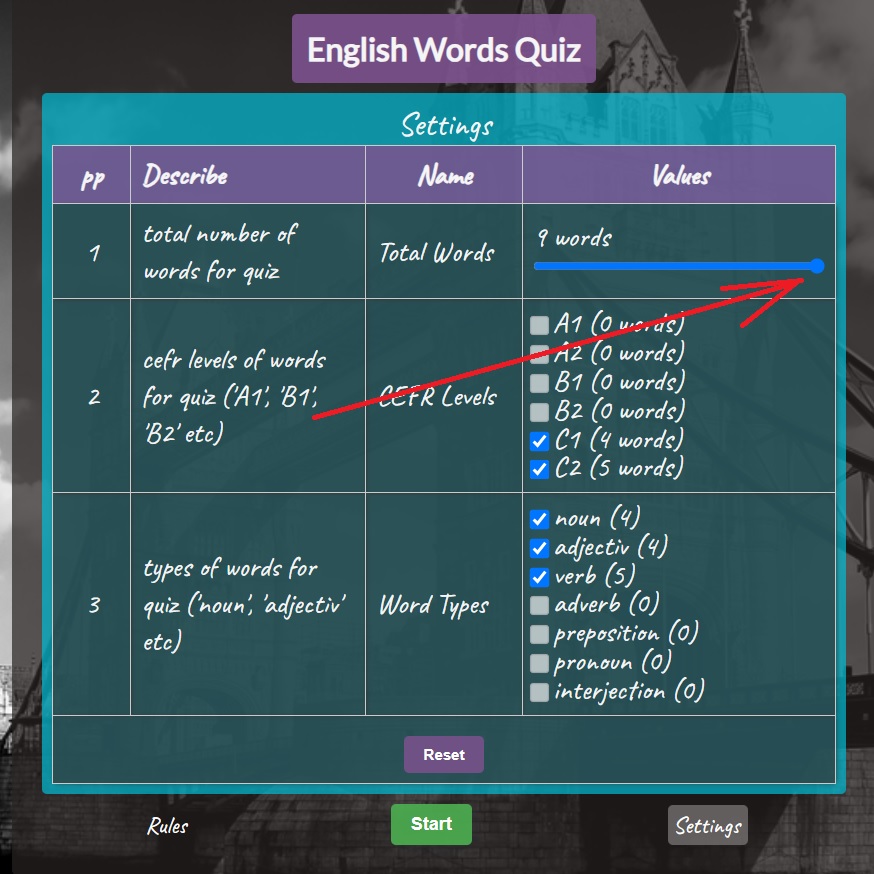 English Words Quiz
Settings
pp Describe Name Values
1
total number of
words for quiz
Total Words
9 words
2
cefr levels of words
for quiz ('A1', 'B1',
'B2' etc)
CEFR Levels
A1 (0 words)
A2 (0 words)
B1 (0 words)
B2 (0 words)
C1 (4 words)
C2 (5 words)
3
types of words for
quiz ('noun', 'adjectiv'
etc)
Word Types
noun (4)
adjectiv (4)
verb (5)
adverb (0)
preposition (0)
pronoun (0)
interjection (0)
Reset
Rules Start Settings